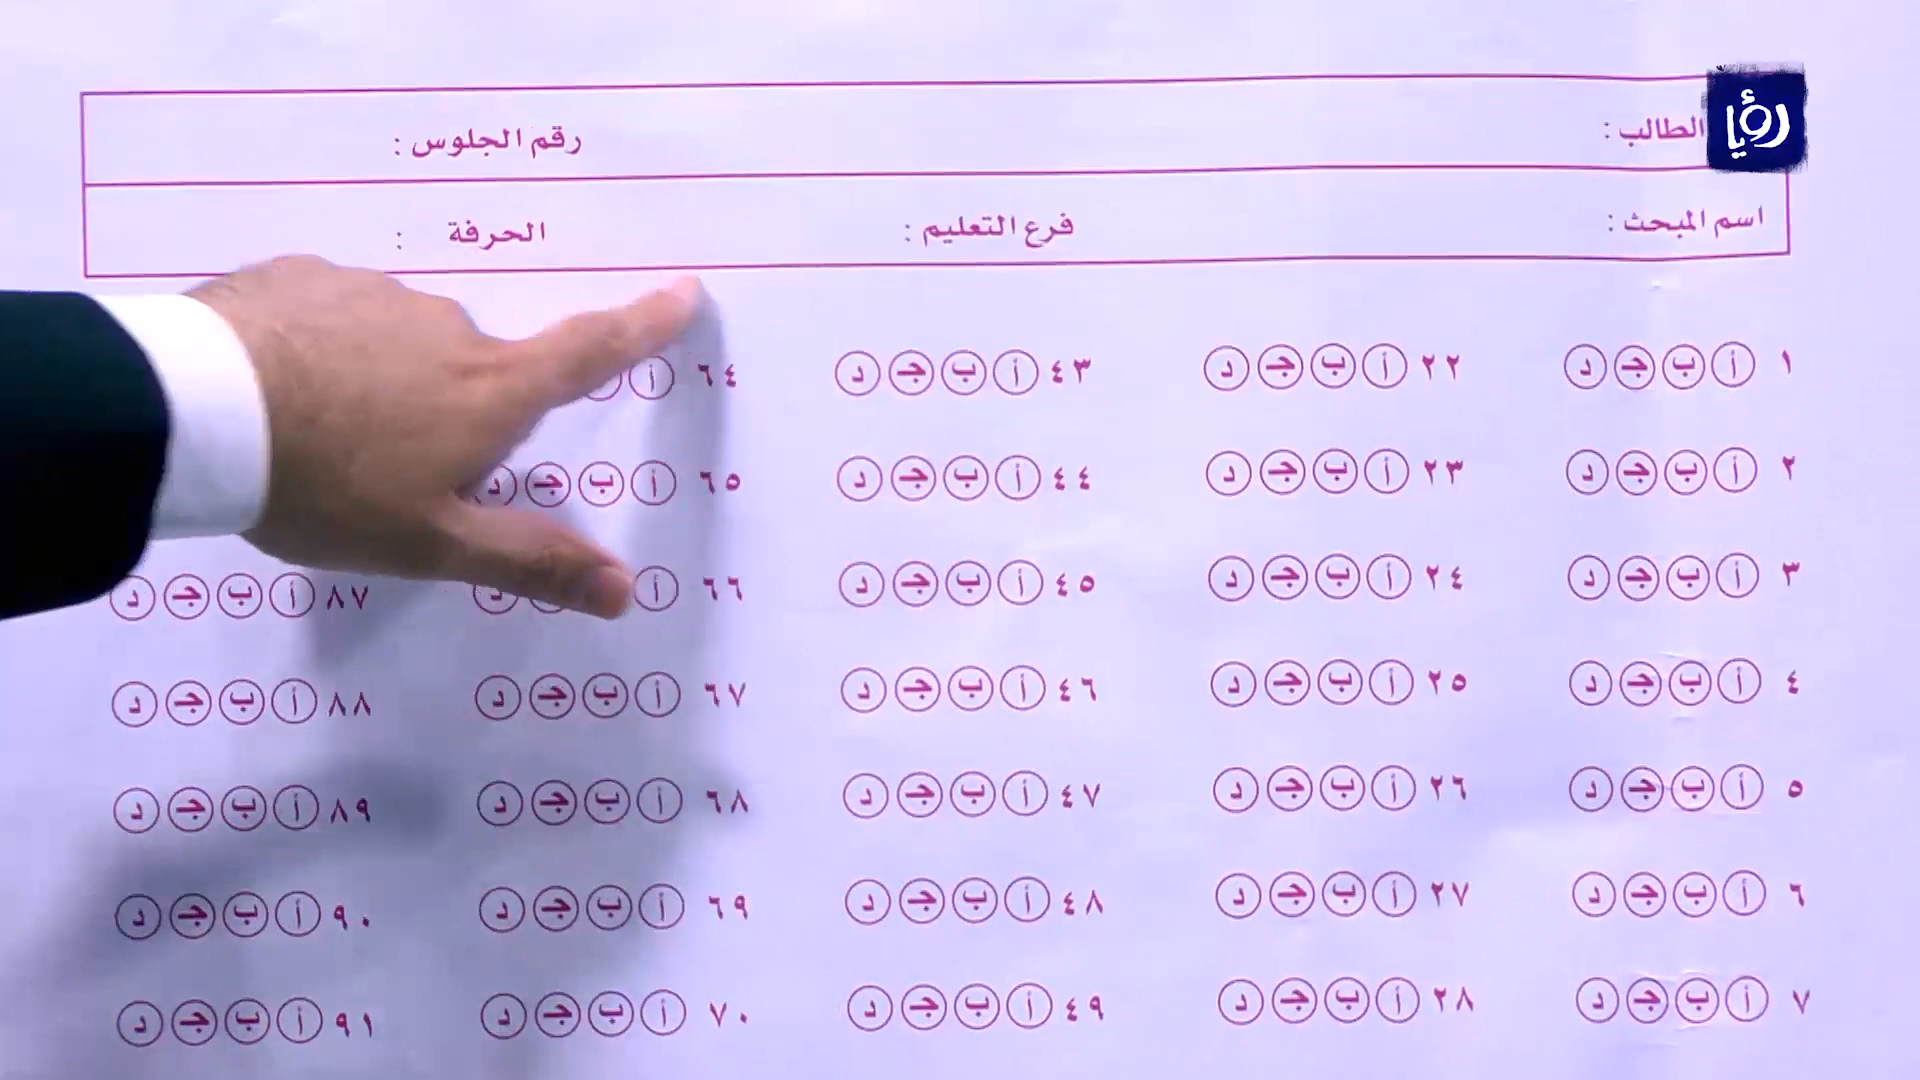 رؤيا
الطالب : رقم الجلوس :
اسم المبحث : فرع التعليم : الحرفة :
١ أ ب جـ د ٢٢ أ ب جـ د ٤٣ أ ب جـ د ٦٤ أ
٢ أ ب جـ د ٢٣ أ ب جـ د ٤٤ أ ب جـ د ٦٥ أ ب جـ د
٣ أ ب جـ د ٢٤ أ ب جـ د ٤٥ أ ب جـ د ٦٦ أ د ٨٧ أ ب جـ د
٤ أ ب جـ د ٢٥ أ ب جـ د ٤٦ أ ب جـ د ٦٧ أ ب جـ د ٨٨ أ ب جـ د
٥ أ ب جـ د ٢٦ أ ب جـ د ٤٧ أ ب جـ د ٦٨ أ ب جـ د ٨٩ أ ب جـ د
٦ أ ب جـ د ٢٧ أ ب جـ د ٤٨ أ ب جـ د ٦٩ أ ب جـ د ٩٠ أ ب جـ د
٧ أ ب جـ د ٢٨ أ ب جـ د ٤٩ أ ب جـ د ٧٠ أ ب جـ د ٩١ أ ب جـ د